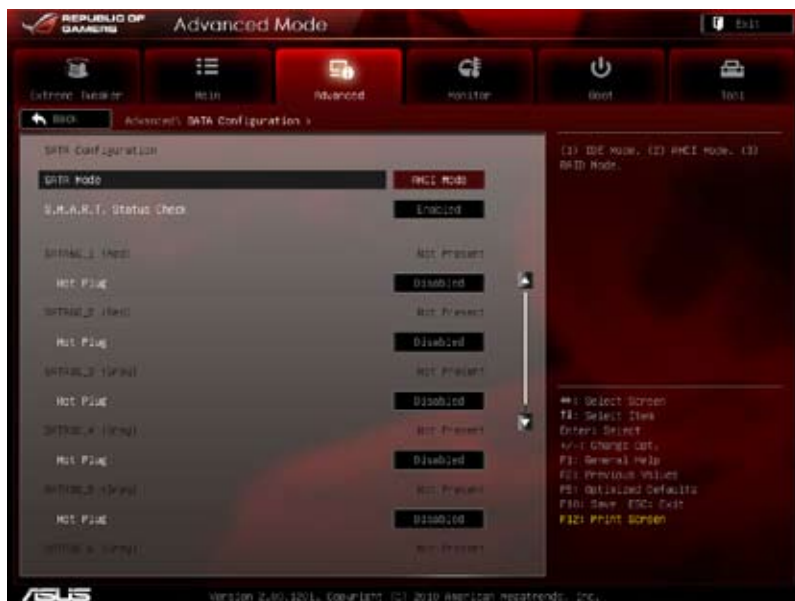 REPUBLIC OF GAMERS
Advanced Mode
Exit
Extreme Tweaker
Main
Advanced
Monitor
Boot
Tool
Back
Advanced\ SATA Configuration >
SATA Configuration
SATA Mode
AHCI Mode
S.M.A.R.T. Status Check
Enabled
Not Present
Hot Plug
Disabled
Not Present
Hot Plug
Disabled
Not Present
Hot Plug
Disabled
Not Present
Hot Plug
Disabled
Not Present
Hot Plug
Disabled
Not Present
(1) IDE Mode. (2) AHCI Mode. (3)
RAID Mode.
: Select Screen
: Select Item
Enter: Select
+/-: Change Opt.
F1: General Help
F2: Previous Values
F5: Optimized Defaults
F10: Save ESC: Exit
F12: Print Screen
ASUS
Version 2.00.1201. Copyright (C) 2010 American Megatrends, Inc.